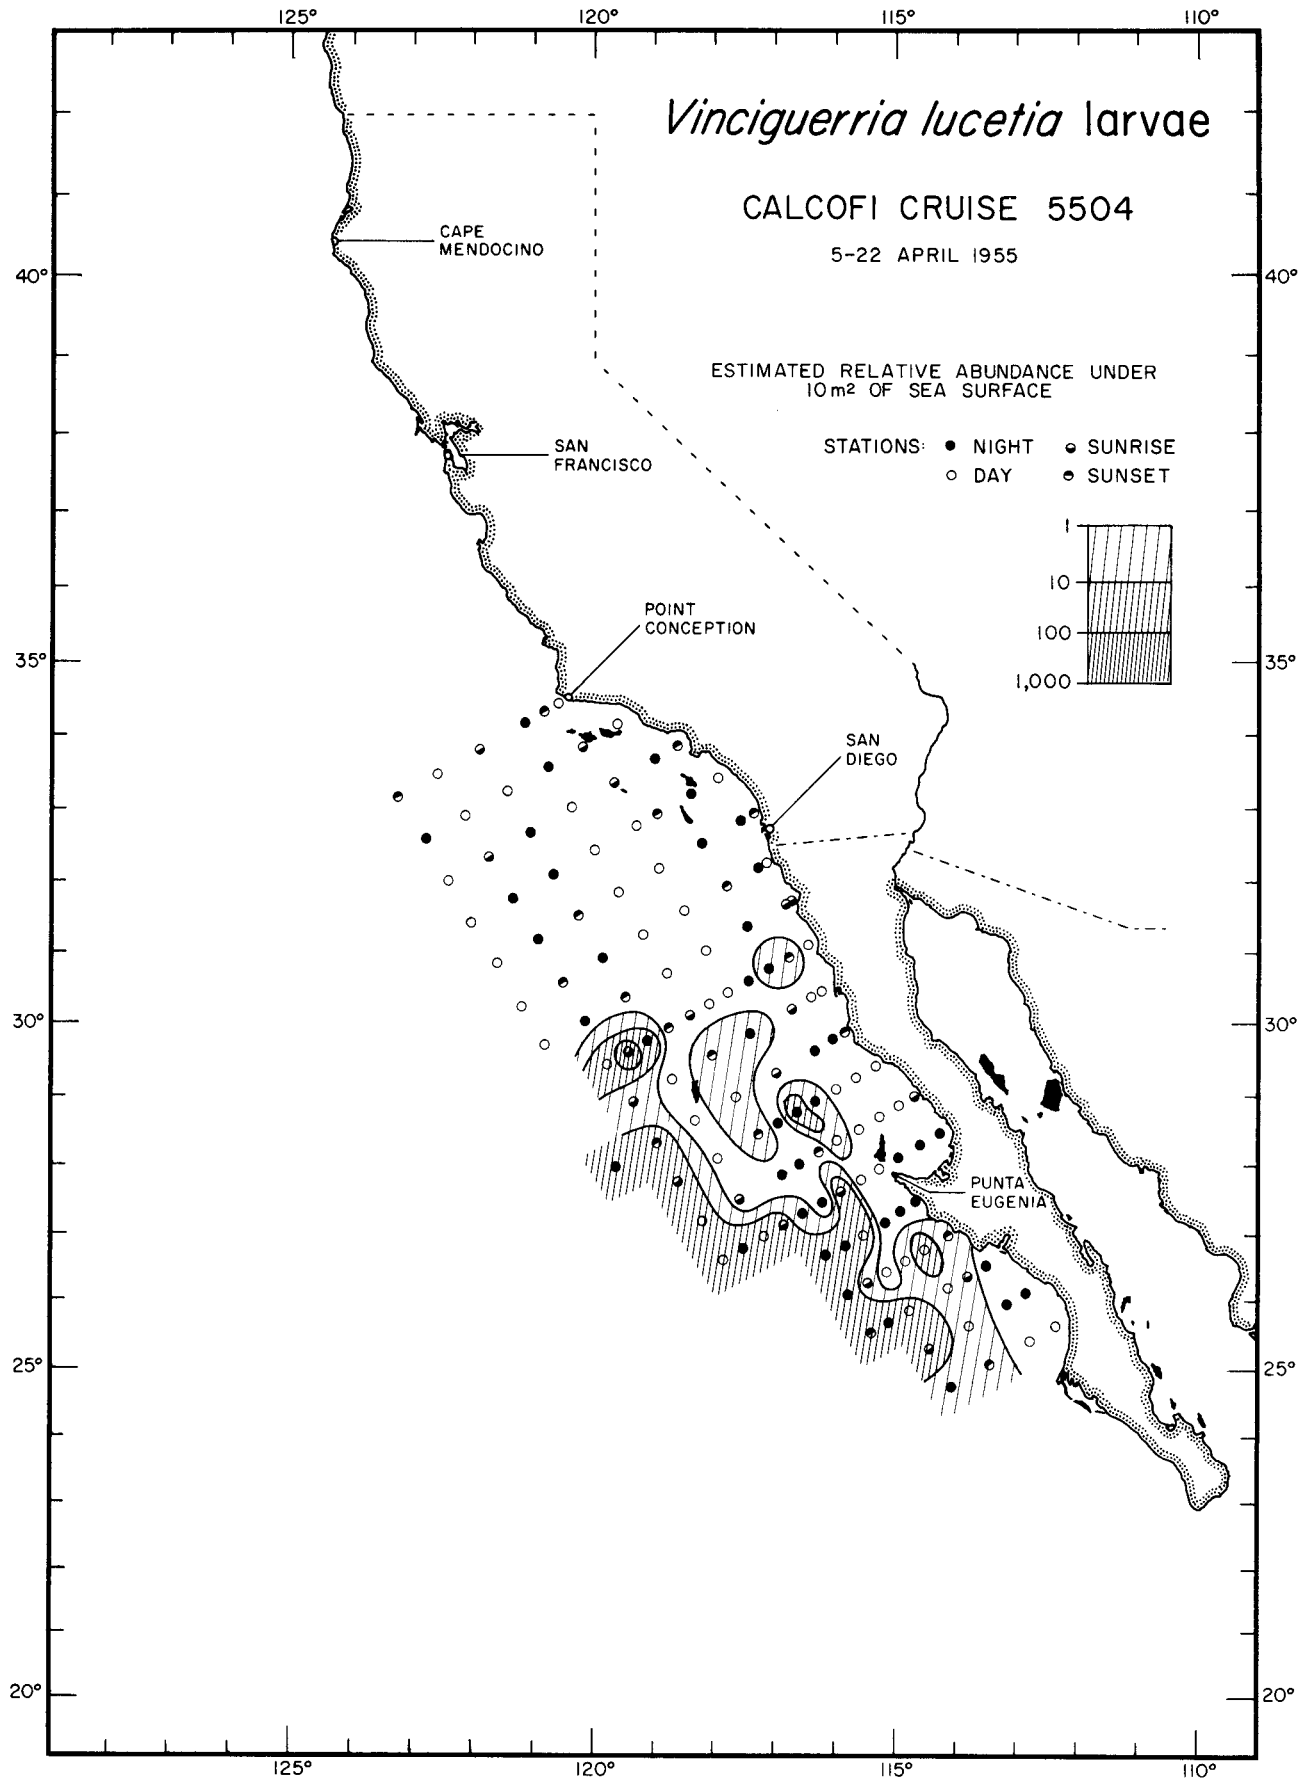 125° 120° 115° 110°
Vinciguerria lucetia larvae
CALCOFI CRUISE 5504
5-22 APRIL 1955
CAPE
MENDOCINO
40° 40°
ESTIMATED RELATIVE ABUNDANCE UNDER
10 m2 OF SEA SURFACE
STATIONS: NIGHT SUNRISE
DAY SUNSET
SAN
FRANCISCO
1
10
100
1,000
POINT
CONCEPTION
35° 35°
SAN
DIEGO
30° 30°
PUNTA
EUGENIA
25° 25°
20° 20°
125° 120° 115° 110°